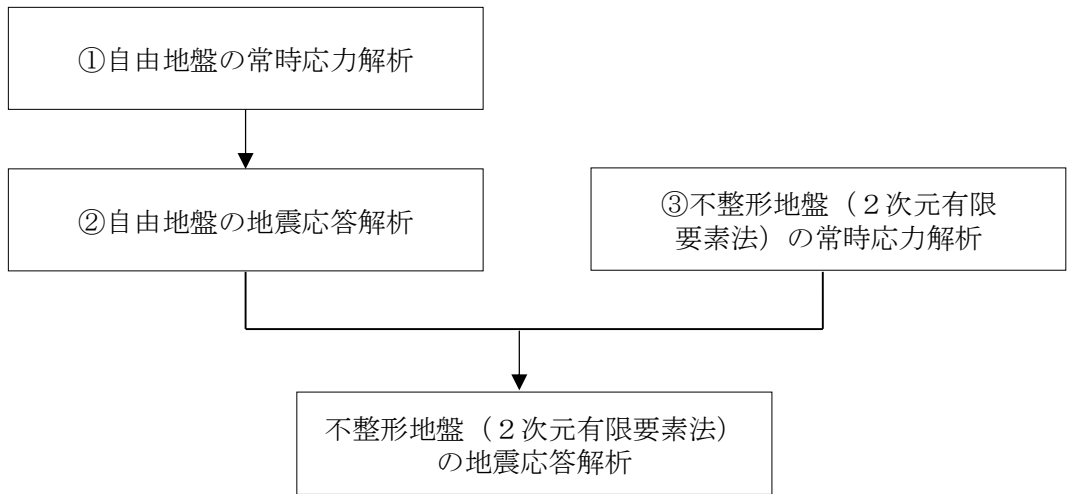 ①自由地盤の常時応力解析
②自由地盤の地震応答解析
③不整形地盤（２次元有限
要素法）の常時応力解析
不整形地盤（２次元有限要素法）
の地震応答解析